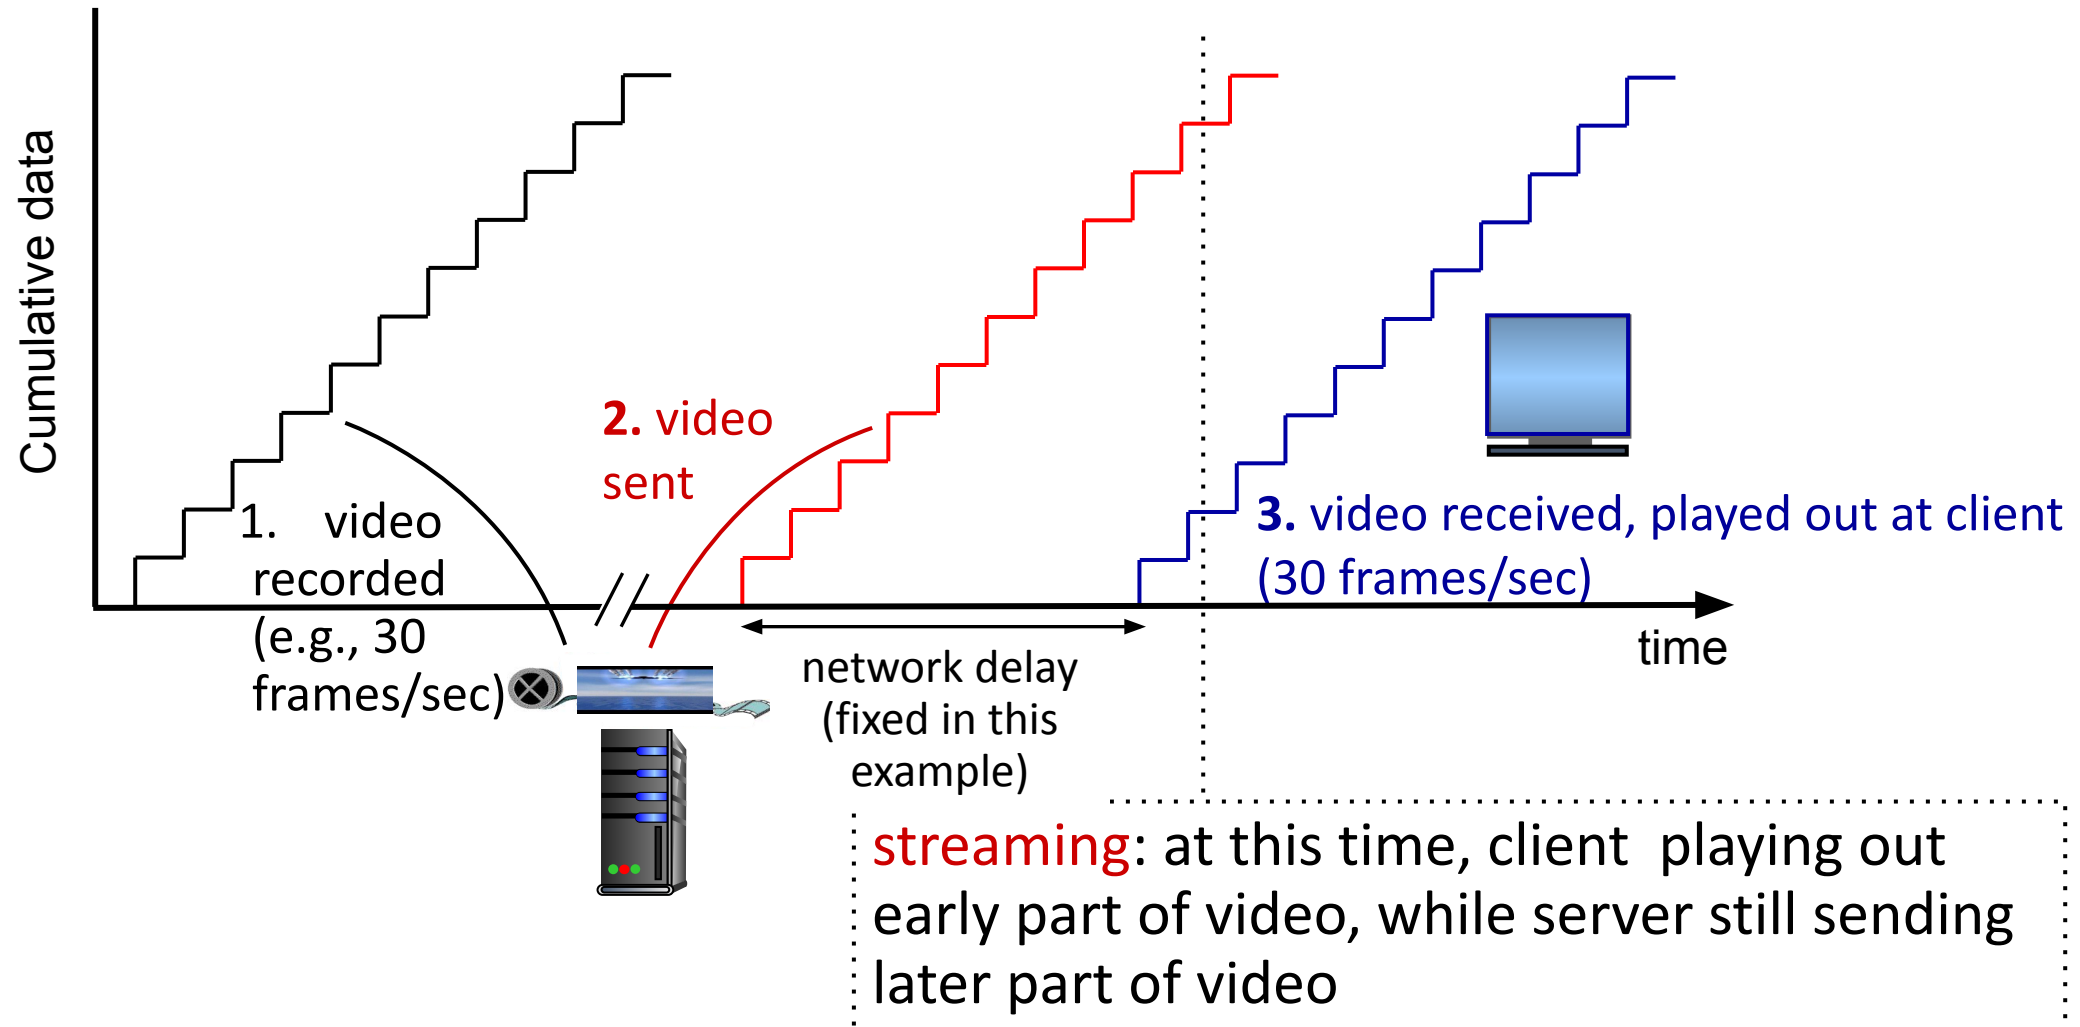 Cumulative data
1. video
recorded
(e.g., 30
frames/sec)
2. video
sent
3. video received, played out at client
(30 frames/sec)
time
network delay
(fixed in this
example)
streaming: at this time, client playing out
early part of video, while server still sending
later part of video